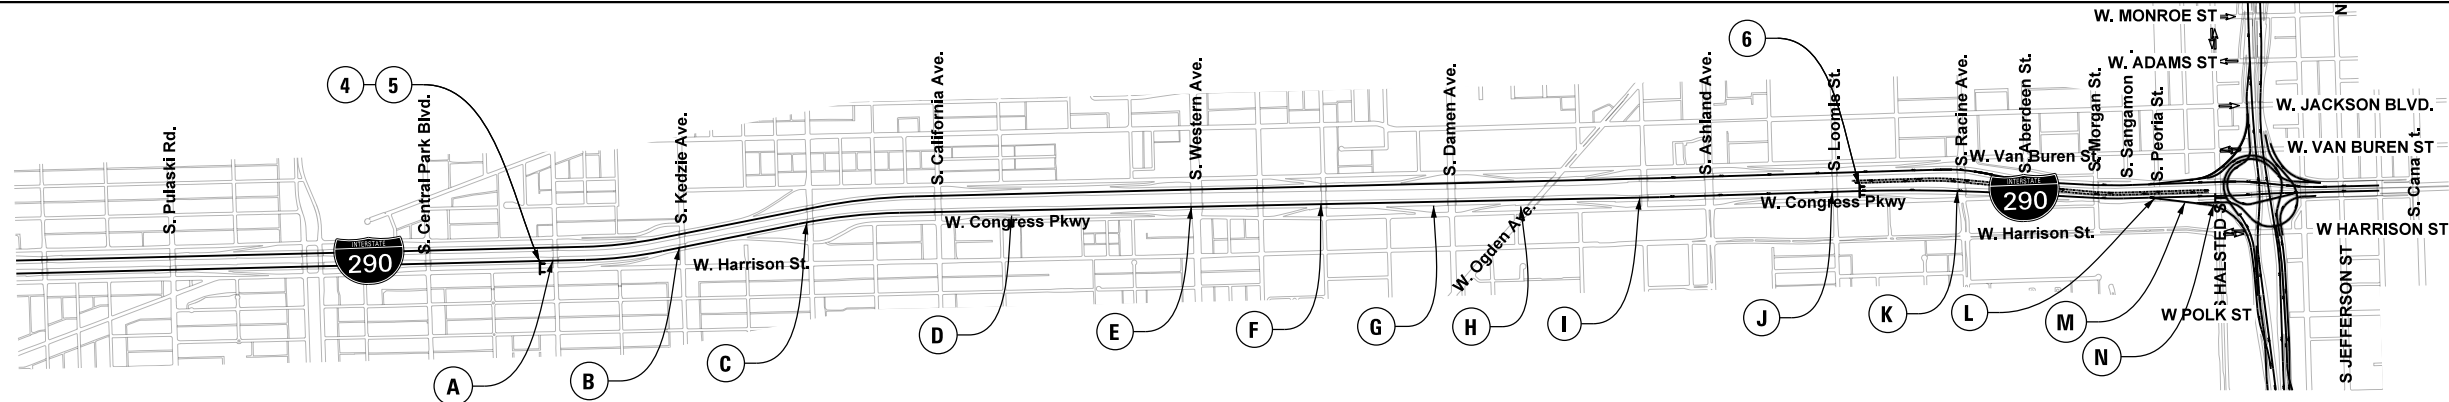 W. MONROE ST
N
6
W. ADAMS ST
4
5
S. Pulaski Rd.
S. Central Park Blvd.
S. Kedzie Ave.
S. California Ave.
S. Western Ave.
S. Damen Ave.
S. Ashland Ave.
S. Loomis St.
S. Racine Ave.
S. Aberdeen St.
S. Morgan St.
S. Sangamon
S. Peoria St.
W. JACKSON BLVD.
W. VAN BUREN ST
W. Van Buren St.
INTERSTATE
290
W. Congress Pkwy
W. Congress Pkwy
INTERSTATE
290
S. Cana
t.
W. Harrison St.
W. Harrison St.
W HARRISON ST
W. Ogden Ave.
S HALSTED ST
W POLK ST
S JEFFERSON ST
A
B
C
D
E
F
G
H
I
J
K
L
M
N